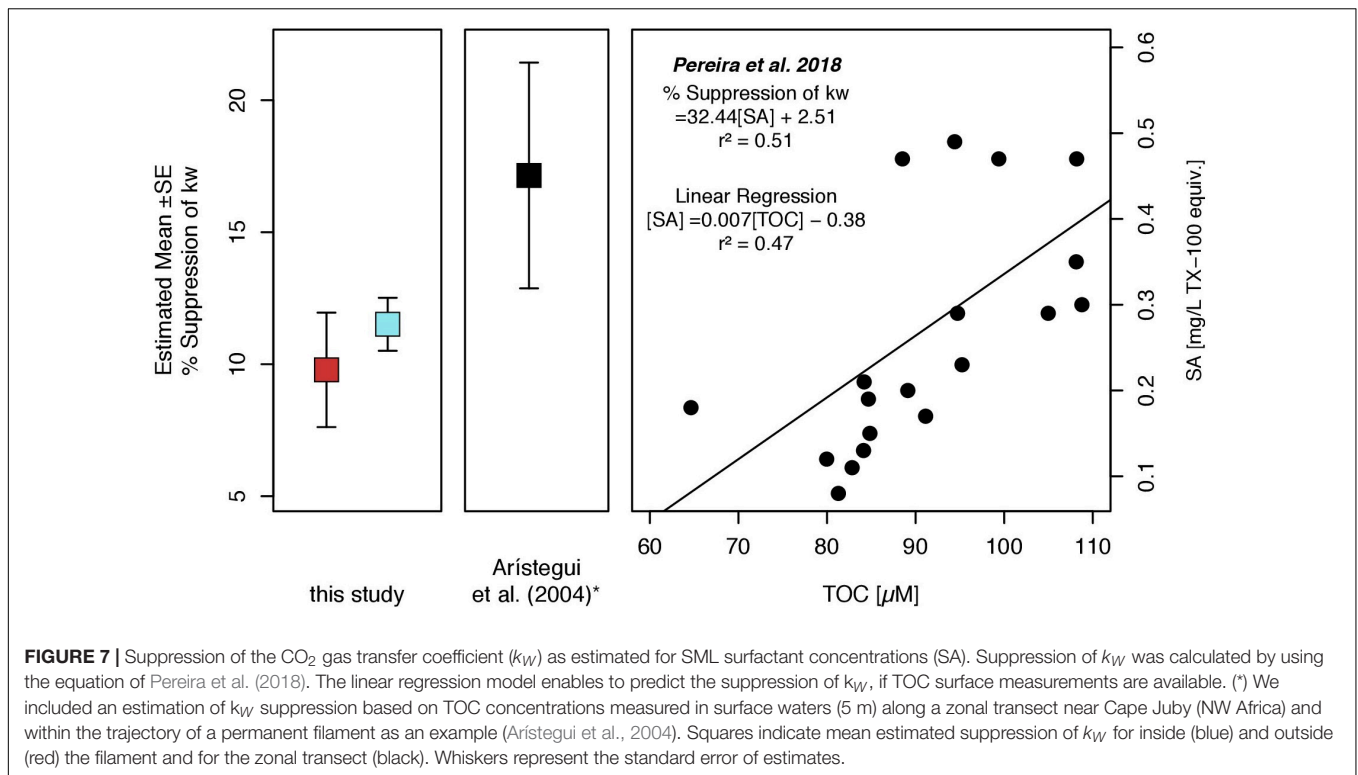 Estimated Mean ±SE
% Suppression of kw
5
10
15
20
this study
Arístegui
et al. (2004)*
Pereira et al. 2018
% Suppression of kw
=32.44[SA] + 2.51
r² = 0.51
Linear Regression
[SA] =0.007[TOC] − 0.38
r² = 0.47
60 70 80 90 100 110
TOC [µM]
0.1
0.2
0.3
0.4
0.5
0.6
SA [mg/L TX−100 equiv.]
FIGURE 7 | Suppression of the CO₂ gas transfer coefficient (k_W) as estimated for SML surfactant concentrations (SA). Suppression of k_W was calculated by using
the equation of Pereira et al. (2018). The linear regression model enables to predict the suppression of k_W, if TOC surface measurements are available. (*) We
included an estimation of k_W suppression based on TOC concentrations measured in surface waters (5 m) along a zonal transect near Cape Juby (NW Africa) and
within the trajectory of a permanent filament as an example (Arístegui et al., 2004). Squares indicate mean estimated suppression of k_W for inside (blue) and outside
(red) the filament and for the zonal transect (black). Whiskers represent the standard error of estimates.